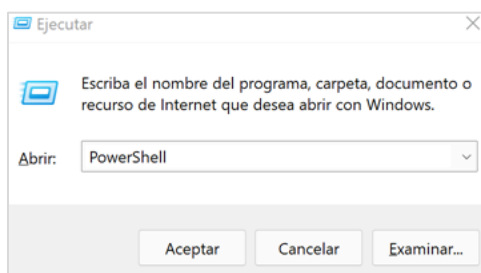 Ejecutar
Escriba el nombre del programa, carpeta, documento o
recurso de Internet que desea abrir con Windows.
Abrir: PowerShell
Aceptar Cancelar Examinar...